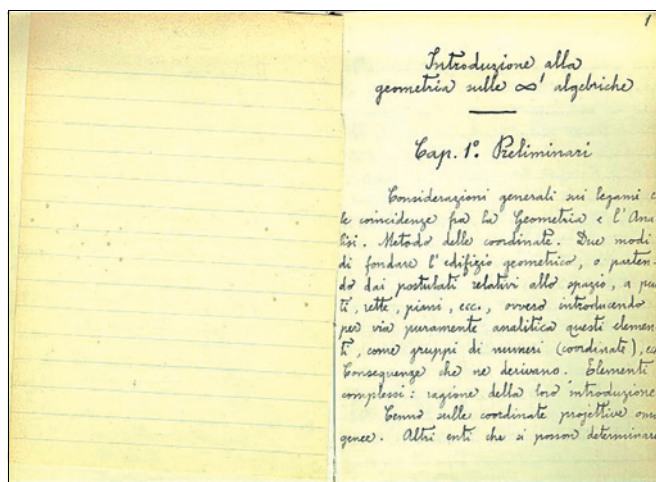 1
Introduzione alla
geometria sulle ∞¹ algebriche
Cap. 1º. Preliminari
Considerazioni generali sui legami e
le coincidenze fra la Geometria e l'Ana
lisi. Metodo delle coordinate. Due modi
di fondare l'edifizio geometrico, o parten-
do dai postulati relativi allo spazio, a pun
ti, rette, piani, ecc., ovvero introducendo
per via puramente analitica questi elemen
ti, come gruppi di numeri (coordinate), ec
Conseguenze che ne derivano. Elementi
complessi: ragione della loro introduzione
Cenno sulle coordinate projettive omo
genee. Altri enti che si posson determinare